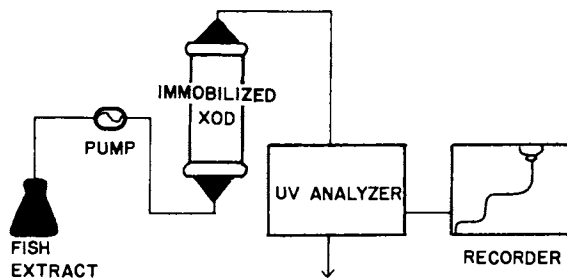 IMMOBILIZED
XOD
PUMP
UV ANALYZER
FISH
EXTRACT
RECORDER